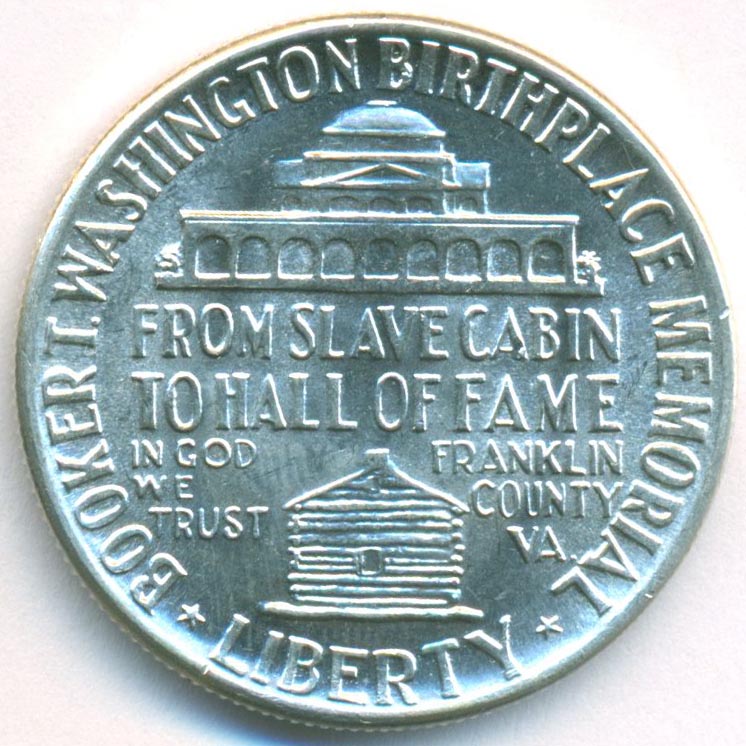 BOOKER T. WASHINGTON BIRTHPLACE MEMORIAL
FROM SLAVE CABIN
TO HALL OF FAME
IN GOD
WE
TRUST
FRANKLIN
COUNTY
VA.
LIBERTY